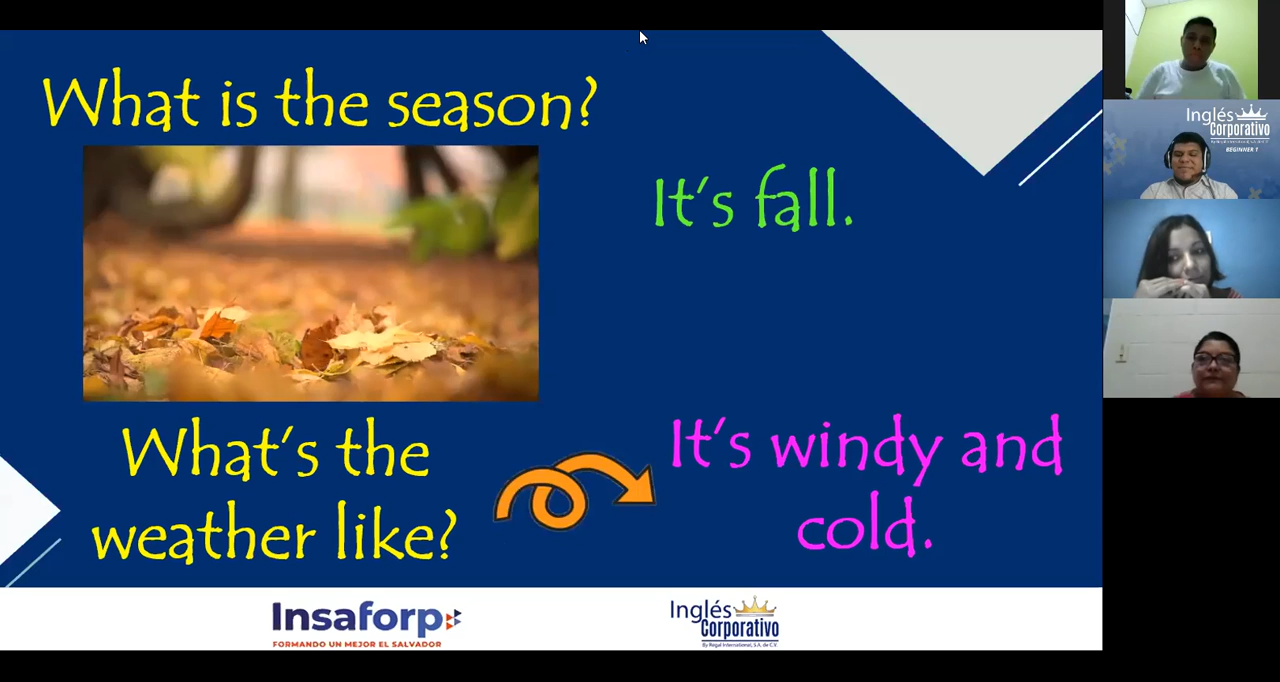 What is the season?
It's fall.
What's the
weather like?
It's windy and
cold.
Insaforp
FORMANDO UN MEJOR EL SALVADOR
Inglés
Corporativo
By Regal International, S.A. de C.V.
Inglés
Corporativo
BEGINNER 1